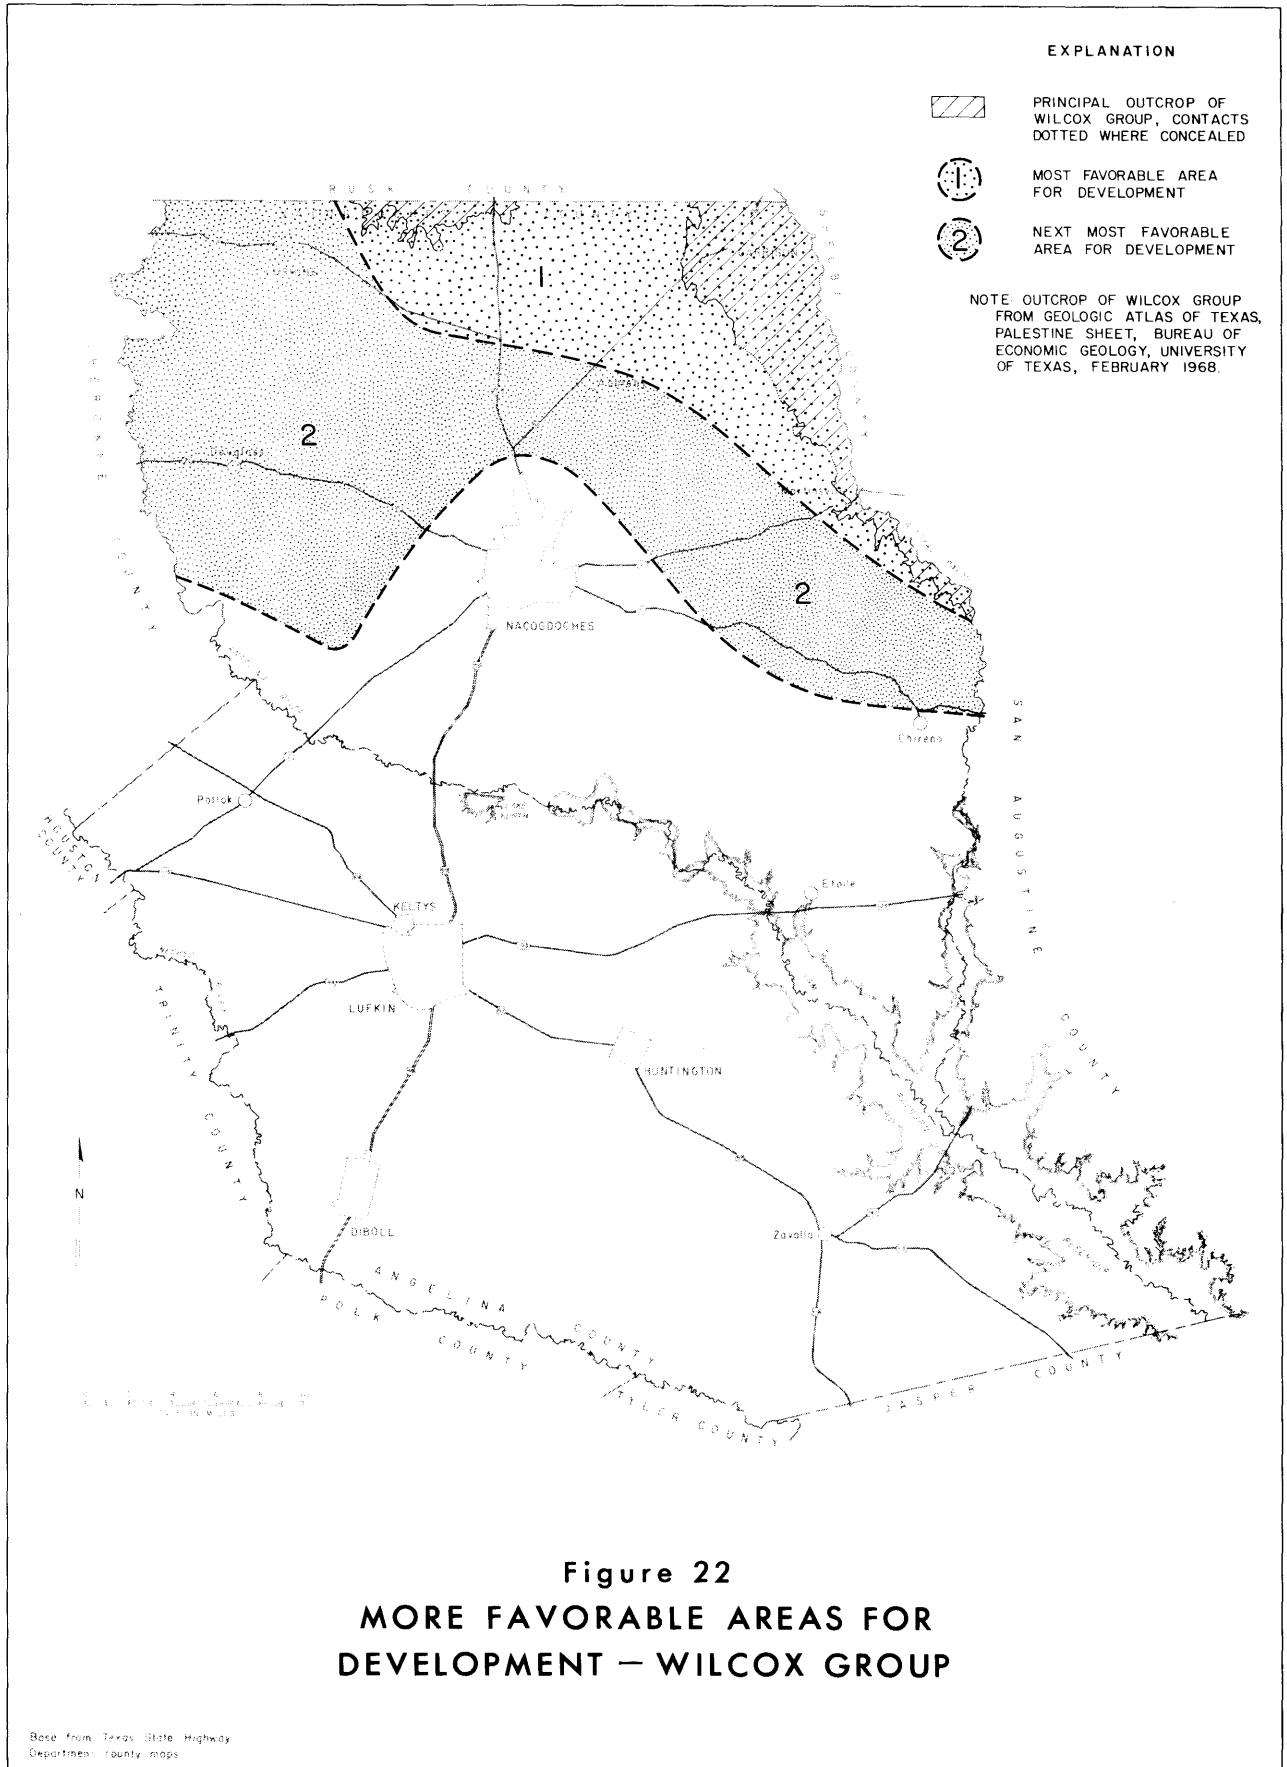 EXPLANATION
PRINCIPAL OUTCROP OF
WILCOX GROUP, CONTACTS
DOTTED WHERE CONCEALED
1
MOST FAVORABLE AREA
FOR DEVELOPMENT
2
NEXT MOST FAVORABLE
AREA FOR DEVELOPMENT
NOTE: OUTCROP OF WILCOX GROUP
FROM GEOLOGIC ATLAS OF TEXAS,
PALESTINE SHEET, BUREAU OF
ECONOMIC GEOLOGY, UNIVERSITY
OF TEXAS, FEBRUARY 1968.
RUSK COUNTY
SHELBY COUNTY
1
CHEROKEE COUNTY
2
Douglass
2
NACOGDOCHES
Chireno
SAN AUGUSTINE COUNTY
Pollok
HOUSTON
COUNTY
Etoile
KELTYS
LUFKIN
TRINITY COUNTY
HUNTINGTON
N
DIBOLL
Zavalla
ANGELINA COUNTY
POLK COUNTY
TYLER COUNTY
JASPER COUNTY
Figure 22
MORE FAVORABLE AREAS FOR
DEVELOPMENT — WILCOX GROUP
Base from Texas State Highway
Department county maps